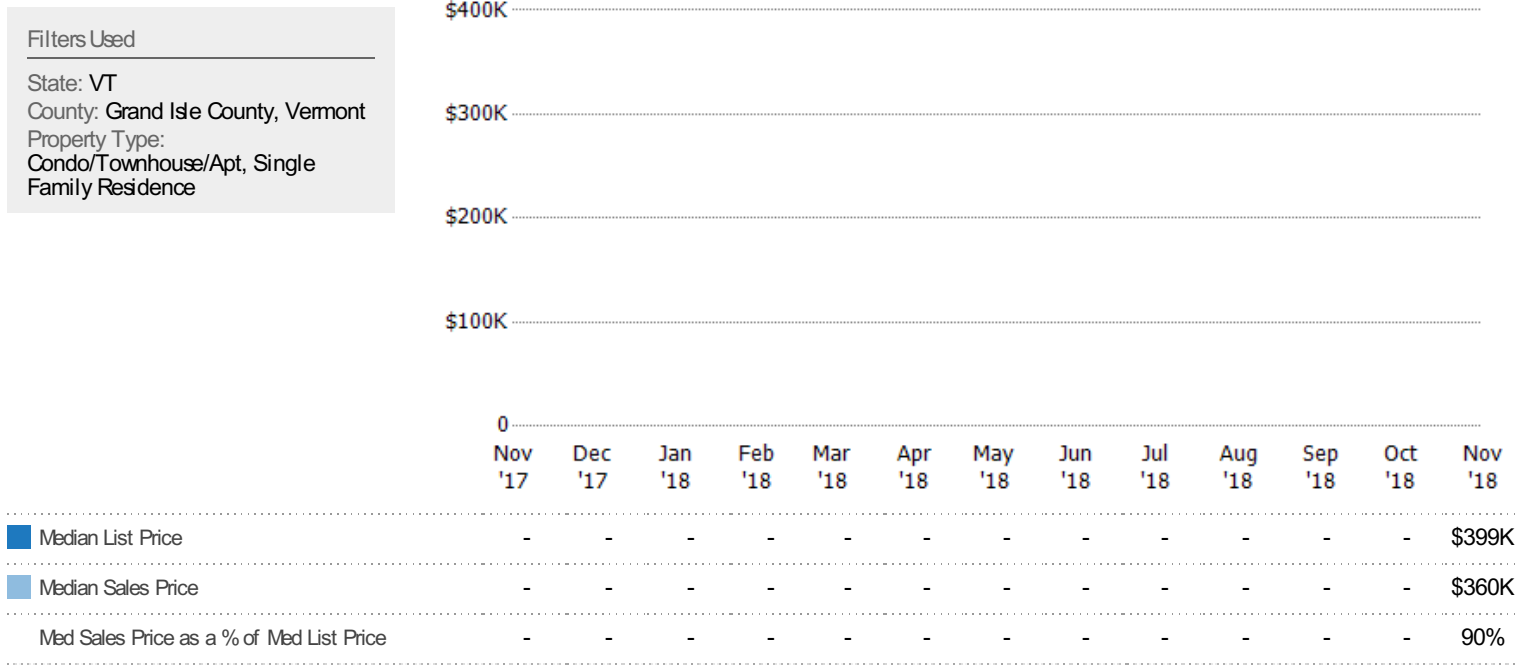 Filters Used
State: VT
County: Grand Isle County, Vermont
Property Type:
Condo/Townhouse/Apt, Single
Family Residence
$400K
$300K
$200K
$100K
0
Nov Dec Jan Feb Mar Apr May Jun Jul Aug Sep Oct Nov
'17 '17 '18 '18 '18 '18 '18 '18 '18 '18 '18 '18 '18
Median List Price - - - - - - - - - - - - $399K
Median Sales Price - - - - - - - - - - - - $360K
Med Sales Price as a % of Med List Price - - - - - - - - - - - - 90%